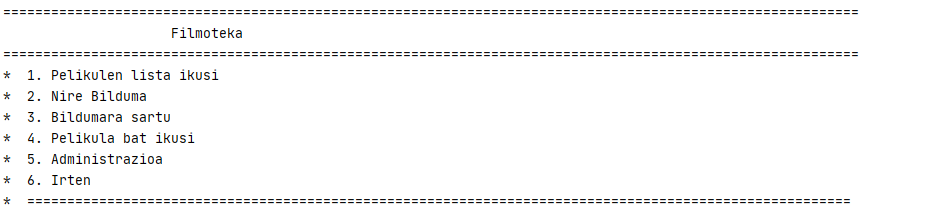 ===========================================================================================================
Filmoteka
===========================================================================================================
* 1. Pelikulen lista ikusi
* 2. Nire Bilduma
* 3. Bildumara sartu
* 4. Pelikula bat ikusi
* 5. Administrazioa
* 6. Irten
* =======================================================================================================